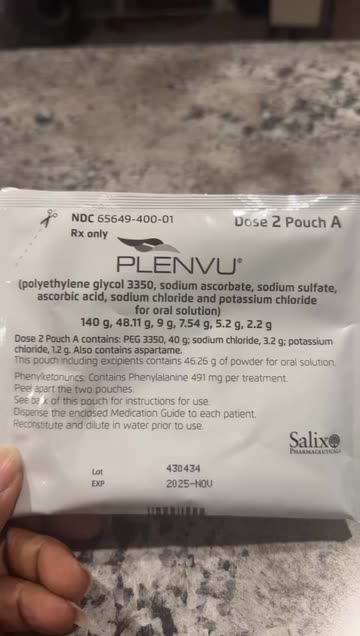 NDC 65649-400-01 Dose 2 Pouch A
Rx only
PLENVU®
(polyethylene glycol 3350, sodium ascorbate, sodium sulfate,
ascorbic acid, sodium chloride and potassium chloride
for oral solution)
140 g, 48.11 g, 9 g, 7.54 g, 5.2 g, 2.2 g
Dose 2 Pouch A contains: PEG 3350, 40 g; sodium chloride, 3.2 g; potassium
chloride, 1.2 g. Also contains aspartame.
This pouch including excipients contains 46.26 g of powder for oral solution.
Phenylketonurics: Contains Phenylalanine 491 mg per treatment.
Peel apart the two pouches.
See back of this pouch for instructions for use.
Dispense the enclosed Medication Guide to each patient.
Reconstitute and dilute in water prior to use.
Salix
PHARMACEUTICALS
Lot 430434
EXP 2025-NOV